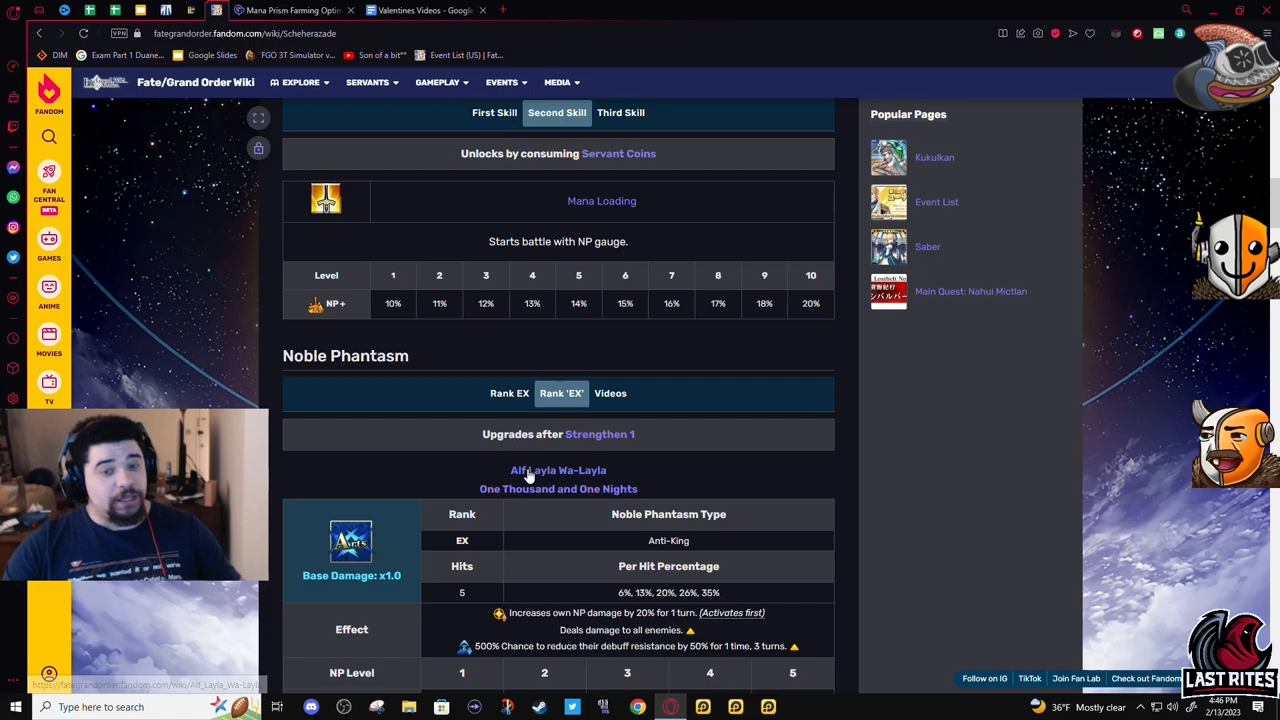 Mana Prism Farming Optim
Valentines Videos - Google
VPN
fategrandorder.fandom.com/wiki/Scheherazade
DIM
Exam Part 1 Duane...
Google Slides
FGO 3T Simulator v...
Son of a bit**
Event List (US) | Fat...
Fate/Grand Order Wiki
EXPLORE
SERVANTS
GAMEPLAY
EVENTS
MEDIA
FANDOM
FAN
CENTRAL
BETA
GAMES
ANIME
MOVIES
TV
First Skill
Second Skill
Third Skill
Unlocks by consuming Servant Coins
Mana Loading
Starts battle with NP gauge.
Level 1 2 3 4 5 6 7 8 9 10
NP + 10% 11% 12% 13% 14% 15% 16% 17% 18% 20%
Noble Phantasm
Rank EX
Rank 'EX'
Videos
Upgrades after Strengthen 1
Alf Layla Wa-Layla
One Thousand and One Nights
Arts
Base Damage: x1.0
Rank Noble Phantasm Type
EX Anti-King
Hits Per Hit Percentage
5 6%, 13%, 20%, 26%, 35%
Effect
Increases own NP damage by 20% for 1 turn. (Activates first)
Deals damage to all enemies.
500% Chance to reduce their debuff resistance by 50% for 1 time, 3 turns.
NP Level 1 2 3 4 5
Popular Pages
Kukulkan
Event List
Saber
Main Quest: Nahui Mictlan
Follow on IG
TikTok
Join Fan Lab
Check out Fandom
LAST RITES
https://fategrandorder.fandom.com/wiki/Alf_Layla_Wa-Layla
Type here to search
36°F Mostly clear
4:46 PM
2/13/2023